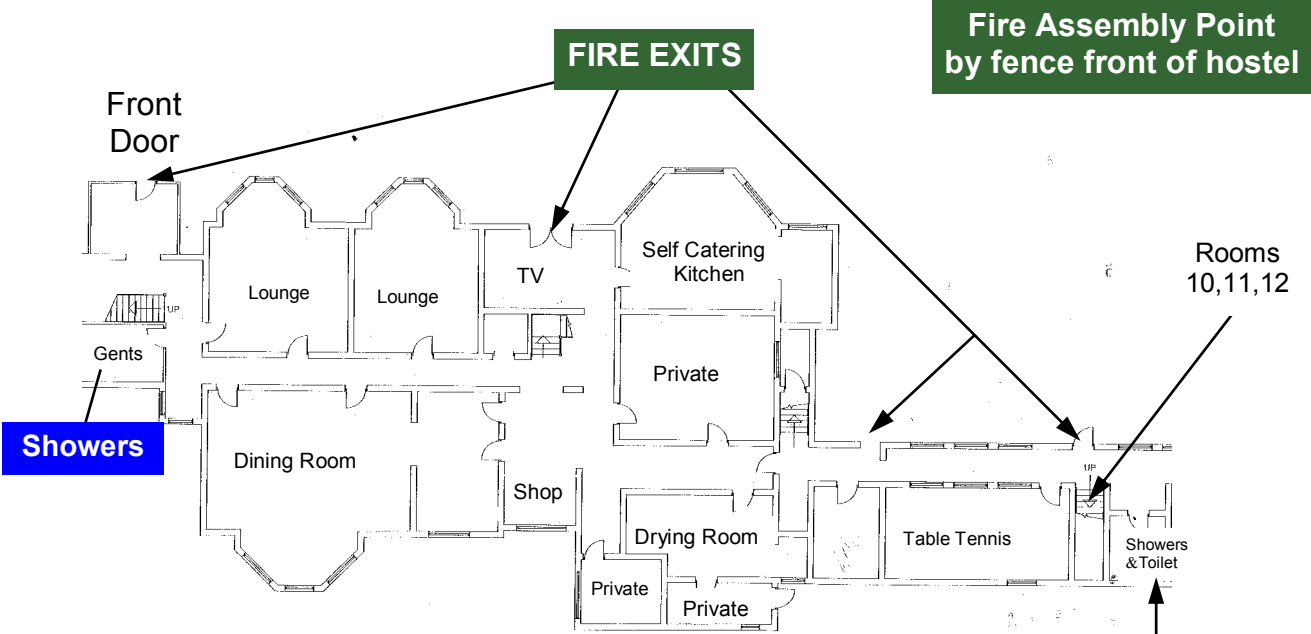 Fire Assembly Point
by fence front of hostel
FIRE EXITS
Front
Door
Rooms
10,11,12
Self Catering
Kitchen
TV
Lounge
Lounge
UP
Gents
Private
Showers
Dining Room
UP
Shop
Drying Room
Table Tennis
Showers
&Toilet
Private
Private